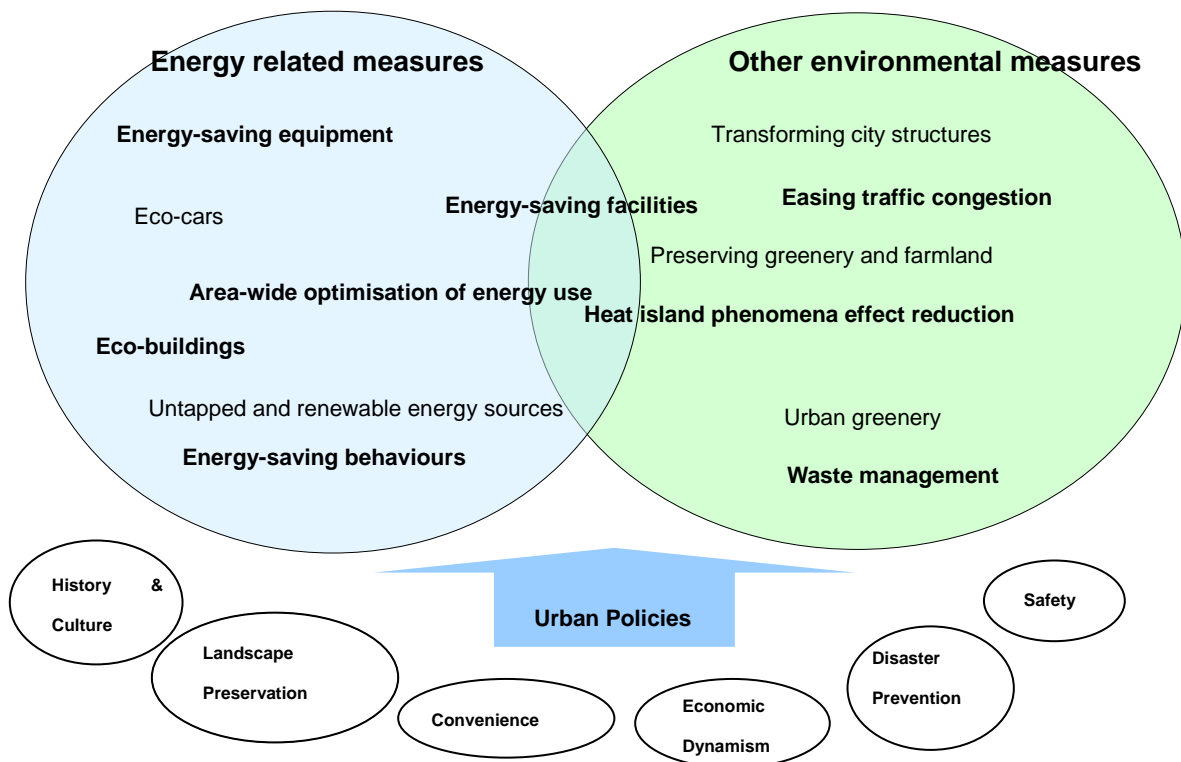 Energy related measures
Other environmental measures
Energy-saving equipment
Transforming city structures
Eco-cars
Energy-saving facilities
Easing traffic congestion
Preserving greenery and farmland
Area-wide optimisation of energy use
Heat island phenomena effect reduction
Eco-buildings
Untapped and renewable energy sources
Urban greenery
Energy-saving behaviours
Waste management
History &
Culture
Landscape
Preservation
Convenience
Urban Policies
Economic
Dynamism
Disaster
Prevention
Safety